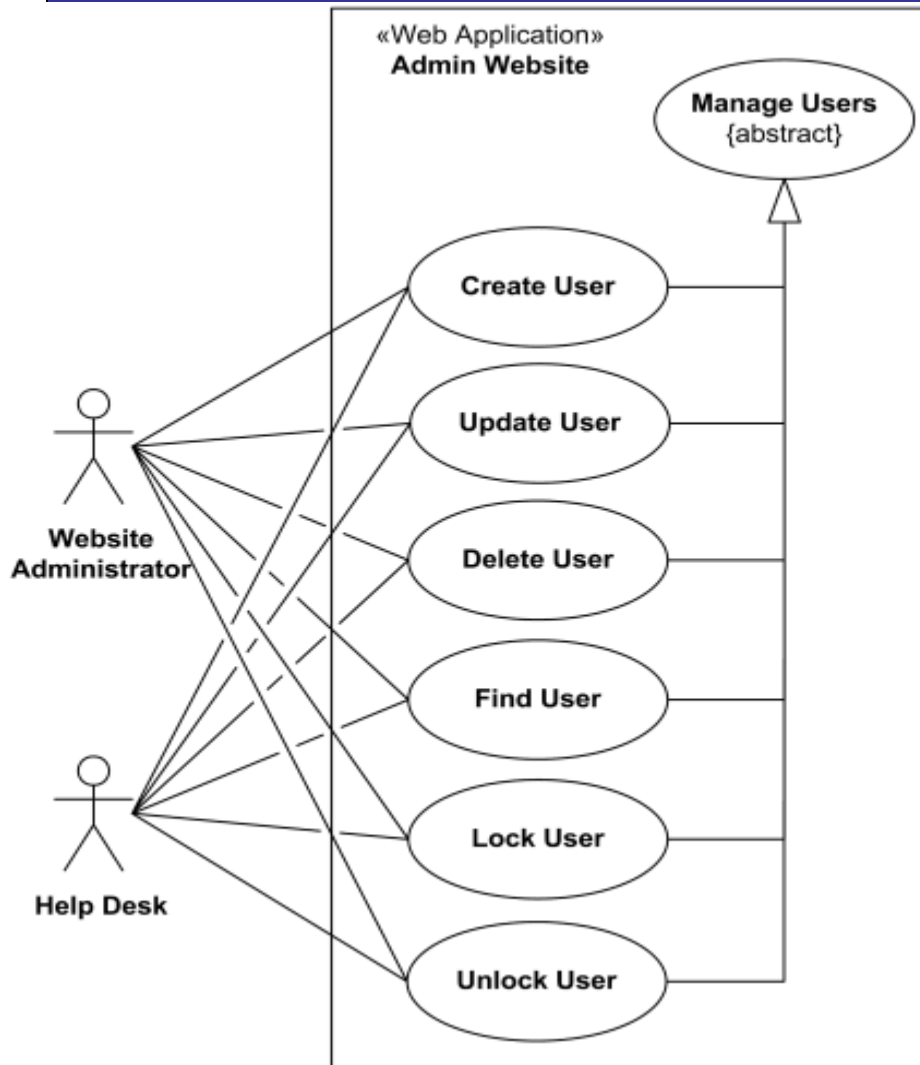 «Web Application»
Admin Website
Manage Users
{abstract}
Create User
Update User
Website
Administrator
Delete User
Find User
Lock User
Help Desk
Unlock User